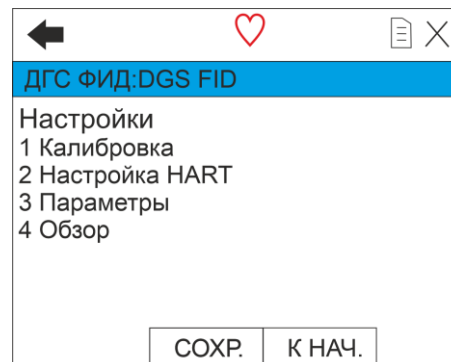 ДГС ФИД:DGS FID
Настройки
1 Калибровка
2 Настройка HART
3 Параметры
4 Обзор
СОХР.
К НАЧ.